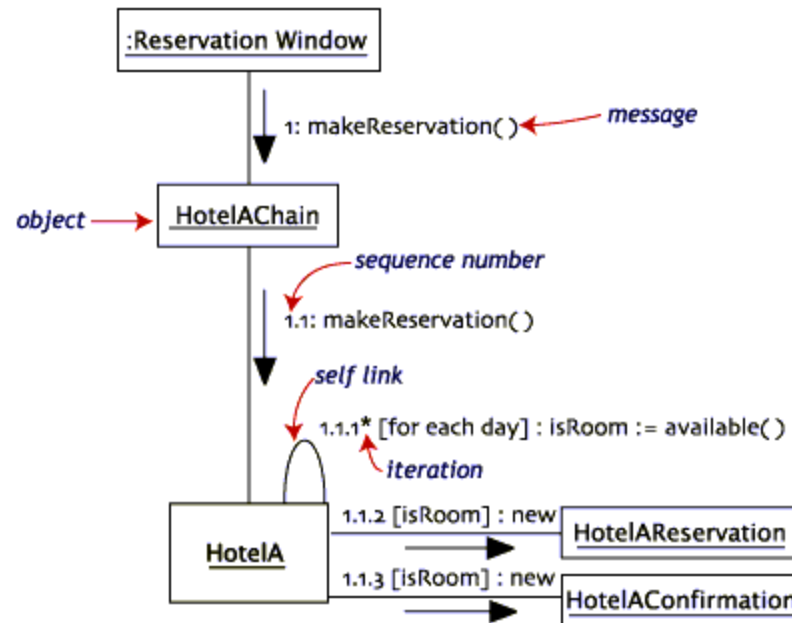 :Reservation Window
1: makeReservation()
message
object
HotelAChain
sequence number
1.1: makeReservation()
self link
1.1.1* [for each day] : isRoom := available()
iteration
1.1.2 [isRoom] : new
HotelAReservation
HotelA
1.1.3 [isRoom] : new
HotelAConfirmation